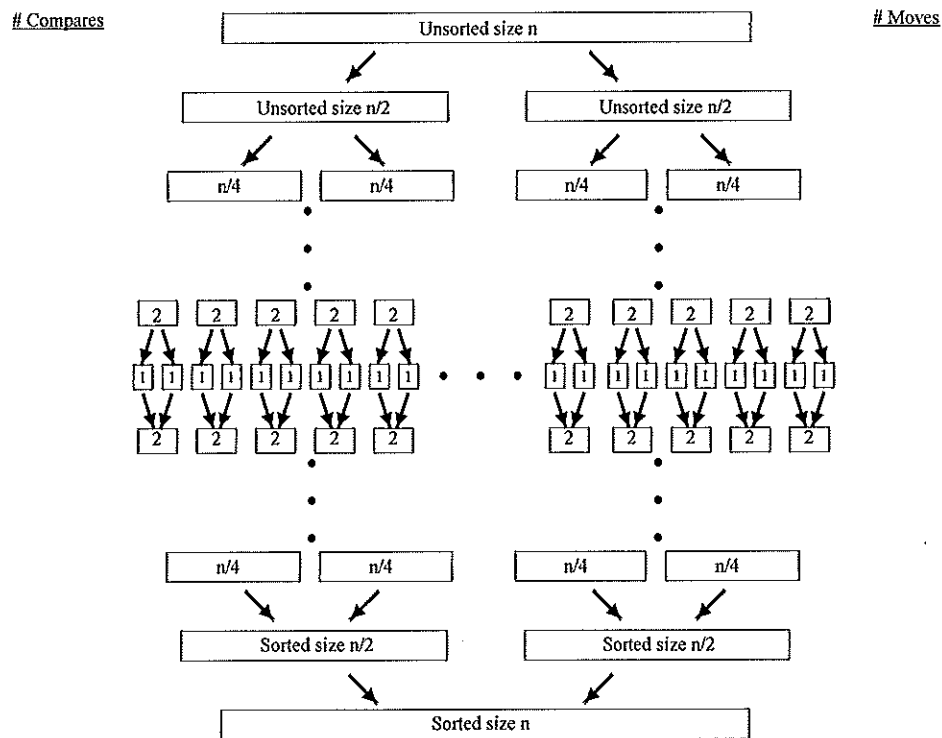 # Compares Unsorted size n # Moves
Unsorted size n/2 Unsorted size n/2
n/4 n/4 n/4 n/4
2 2 2 2 2 2 2 2 2 2
1 1 1 1 1 1 1 1 1 1 1 1 1 1 1 1 1 1 1 1
2 2 2 2 2 2 2 2 2 2
n/4 n/4 n/4 n/4
Sorted size n/2 Sorted size n/2
Sorted size n